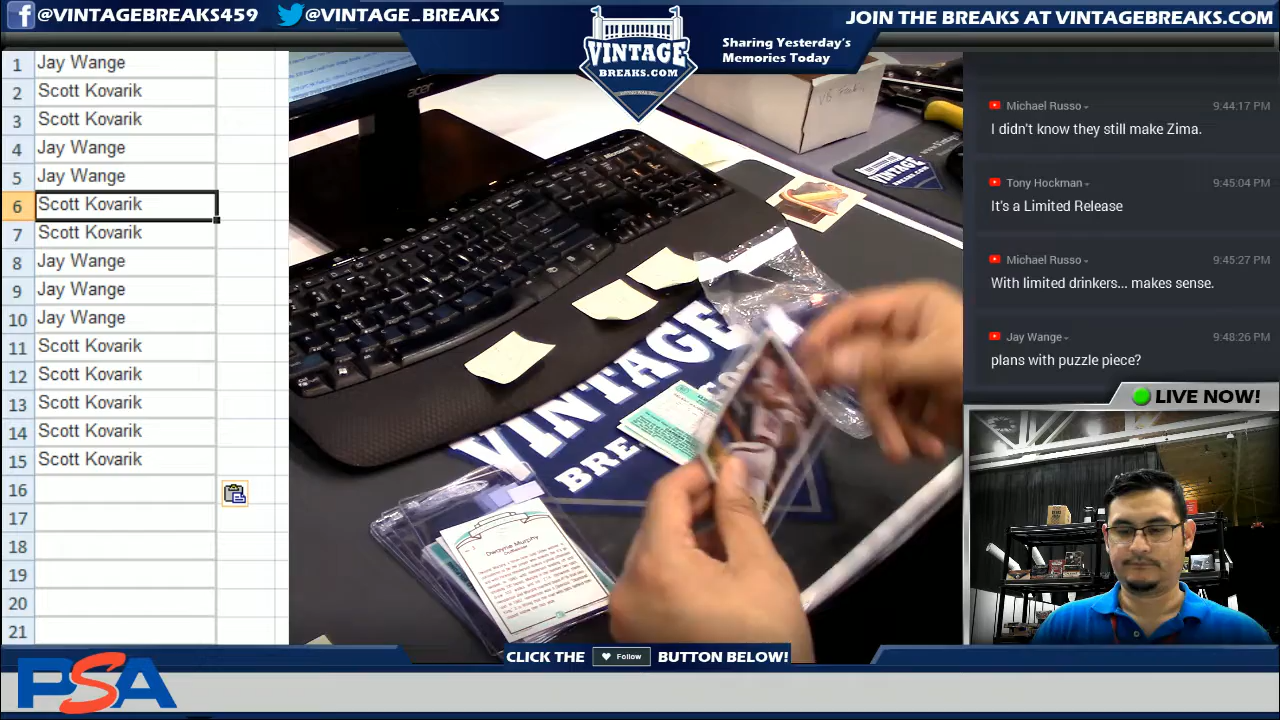 @VINTAGEBREAKS459
@VINTAGE_BREAKS
JOIN THE BREAKS AT VINTAGEBREAKS.COM
VINTAGE
BREAKS.COM
Sharing Yesterday's
Memories Today
1 Jay Wange
2 Scott Kovarik
3 Scott Kovarik
4 Jay Wange
5 Jay Wange
6 Scott Kovarik
7 Scott Kovarik
8 Jay Wange
9 Jay Wange
10 Jay Wange
11 Scott Kovarik
12 Scott Kovarik
13 Scott Kovarik
14 Scott Kovarik
15 Scott Kovarik
16
17
18
19
20
21
acer
VINTAGE
BRE
VINTAGE
BREAKS
Dwayne Murphy
Michael Russo 9:44:17 PM
I didn't know they still make Zima.
Tony Hockman 9:45:04 PM
It's a Limited Release
Michael Russo 9:45:27 PM
With limited drinkers... makes sense.
Jay Wange 9:48:26 PM
plans with puzzle piece?
LIVE NOW!
CLICK THE Follow BUTTON BELOW!
PSA